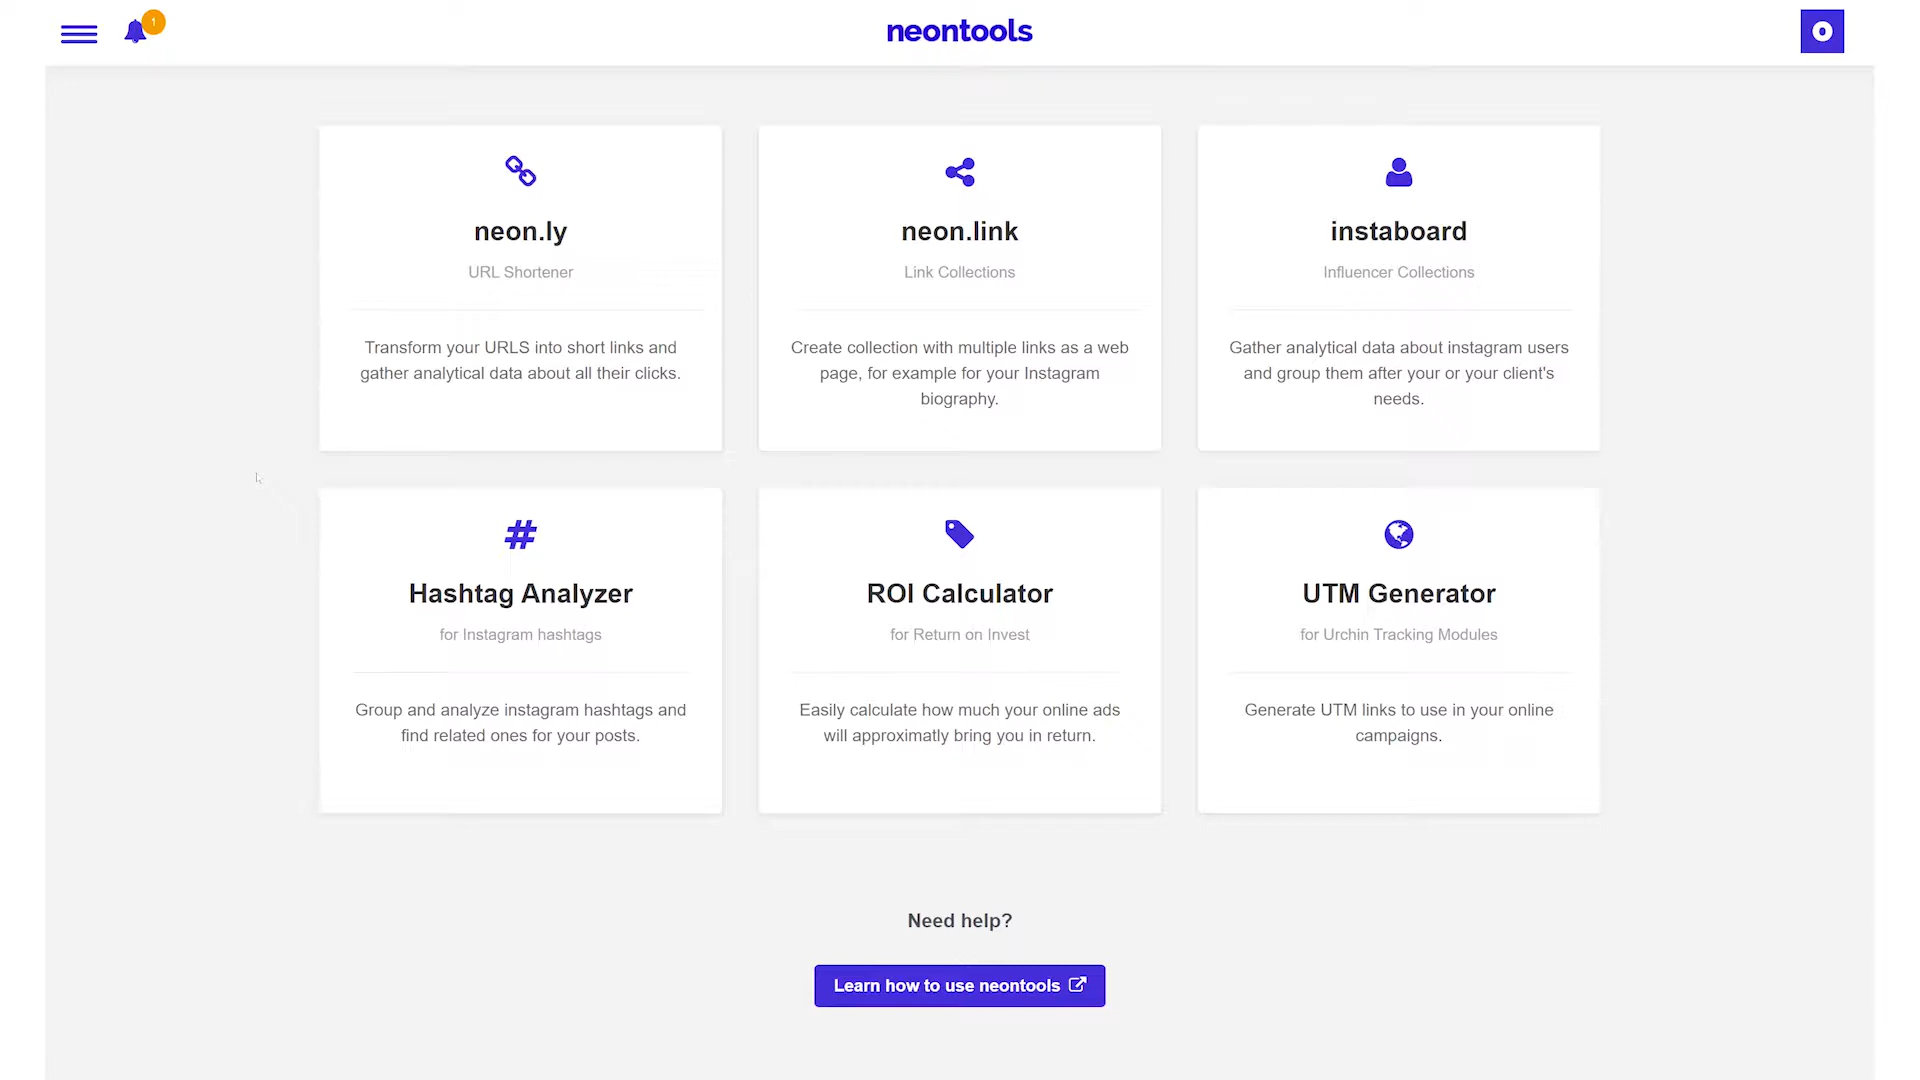 1
neontools
neon.ly
URL Shortener
Transform your URLS into short links and
gather analytical data about all their clicks.
neon.link
Link Collections
Create collection with multiple links as a web
page, for example for your Instagram
biography.
instaboard
Influencer Collections
Gather analytical data about instagram users
and group them after your or your client's
needs.
Hashtag Analyzer
for Instagram hashtags
Group and analyze instagram hashtags and
find related ones for your posts.
ROI Calculator
for Return on Invest
Easily calculate how much your online ads
will approximatly bring you in return.
UTM Generator
for Urchin Tracking Modules
Generate UTM links to use in your online
campaigns.
Need help?
Learn how to use neontools